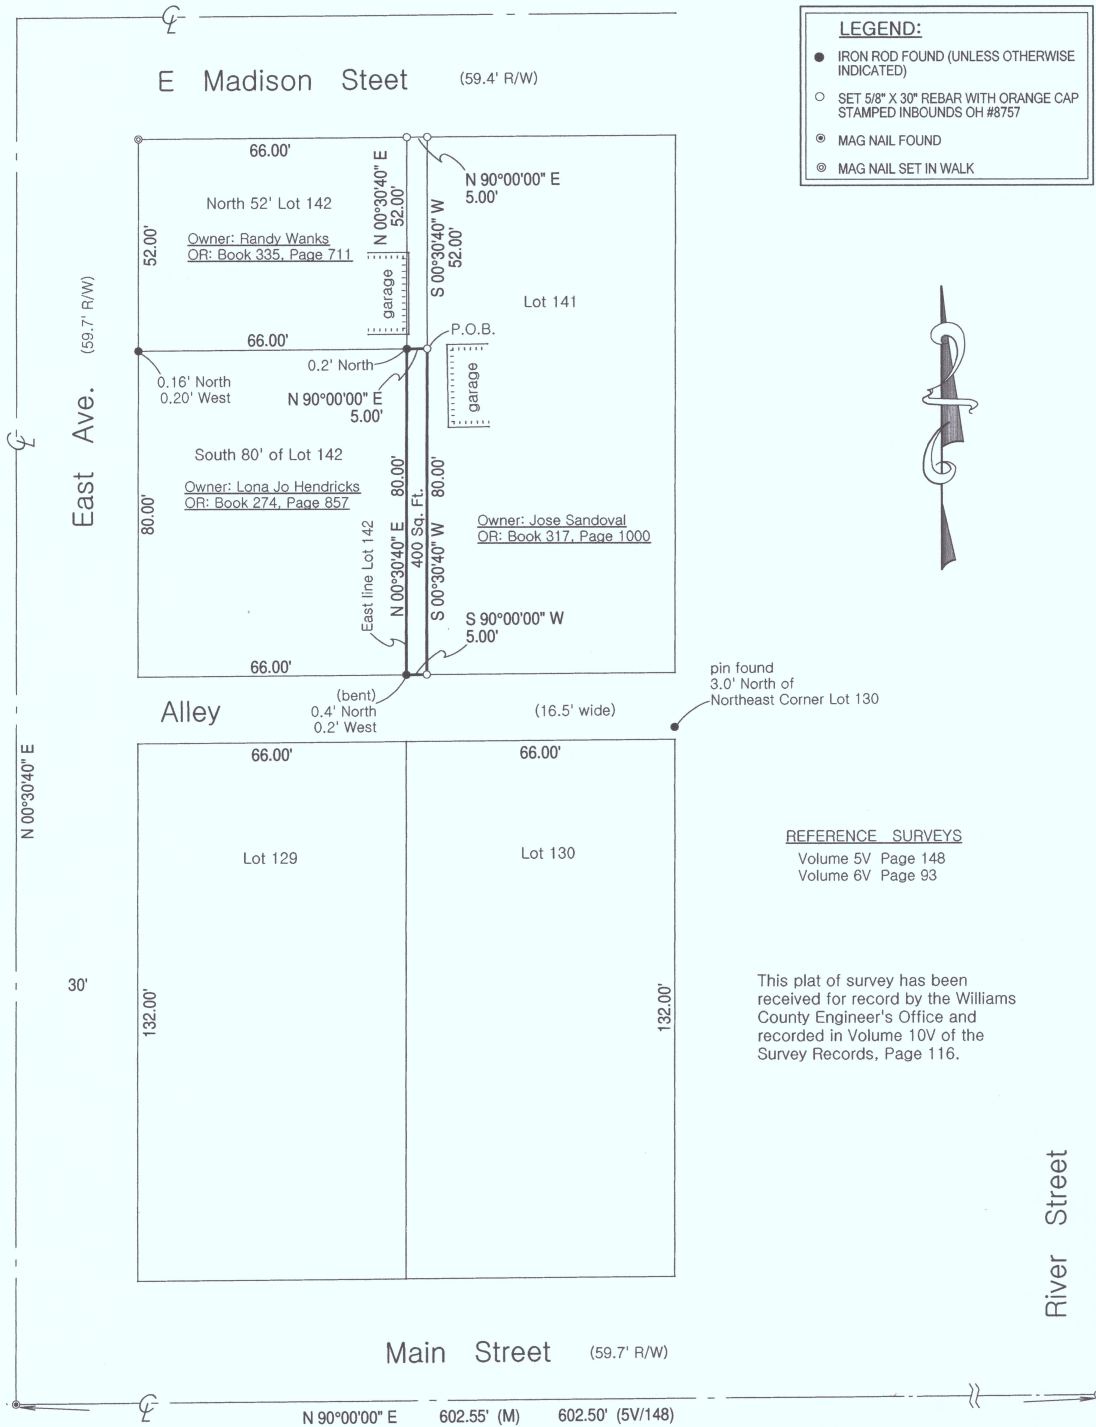 E Madison Steet (59.4' R/W)
LEGEND:
IRON ROD FOUND (UNLESS OTHERWISE
INDICATED)
SET 5/8" X 30" REBAR WITH ORANGE CAP
STAMPED INBOUNDS OH #8757
MAG NAIL FOUND
MAG NAIL SET IN WALK
66.00'
N 00°30'40" E
52.00'
N 90°00'00" E
5.00'
North 52' Lot 142
Owner: Randy Wanks
OR: Book 335, Page 711
52.00'
S 00°30'40" W
52.00'
garage
Lot 141
East Ave. (59.7' R/W)
66.00'
P.O.B.
0.2' North
0.16' North
0.20' West
N 90°00'00" E
5.00'
garage
South 80' of Lot 142
Owner: Lona Jo Hendricks
OR: Book 274, Page 857
80.00'
East line Lot 142
N 00°30'40" E 80.00'
400 Sq. Ft.
S 00°30'40" W 80.00'
Owner: Jose Sandoval
OR: Book 317, Page 1000
S 90°00'00" W
5.00'
66.00'
(bent)
0.4' North
0.2' West
pin found
3.0' North of
Northeast Corner Lot 130
Alley (16.5' wide)
N 00°30'40" E
66.00' 66.00'
Lot 129 Lot 130
REFERENCE SURVEYS
Volume 5V Page 148
Volume 6V Page 93
30'
132.00' 132.00'
This plat of survey has been
received for record by the Williams
County Engineer's Office and
recorded in Volume 10V of the
Survey Records, Page 116.
River Street
Main Street (59.7' R/W)
N 90°00'00" E 602.55' (M) 602.50' (5V/148)